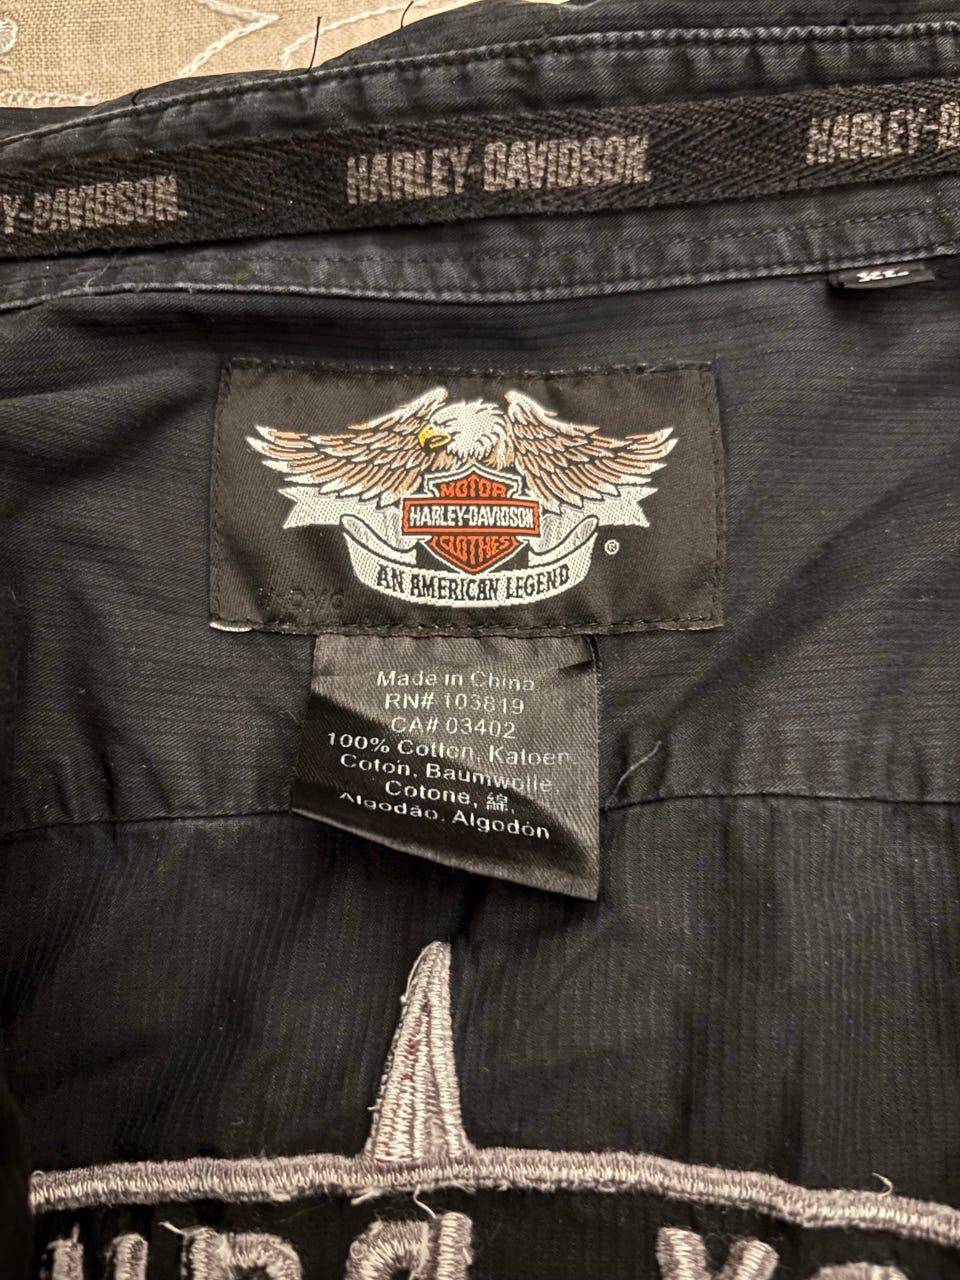 Y-DAVIDSON
HARLEY-DAVIDSON
HARLEY-D
XL
MOTOR
HARLEY-DAVIDSON
CLOTHES
AN AMERICAN LEGEND
®
Made in China
RN# 103819
CA# 03402
100% Cotton, Katoen
Coton, Baumwolle,
Cotone, 綿,
Algodão, Algodón